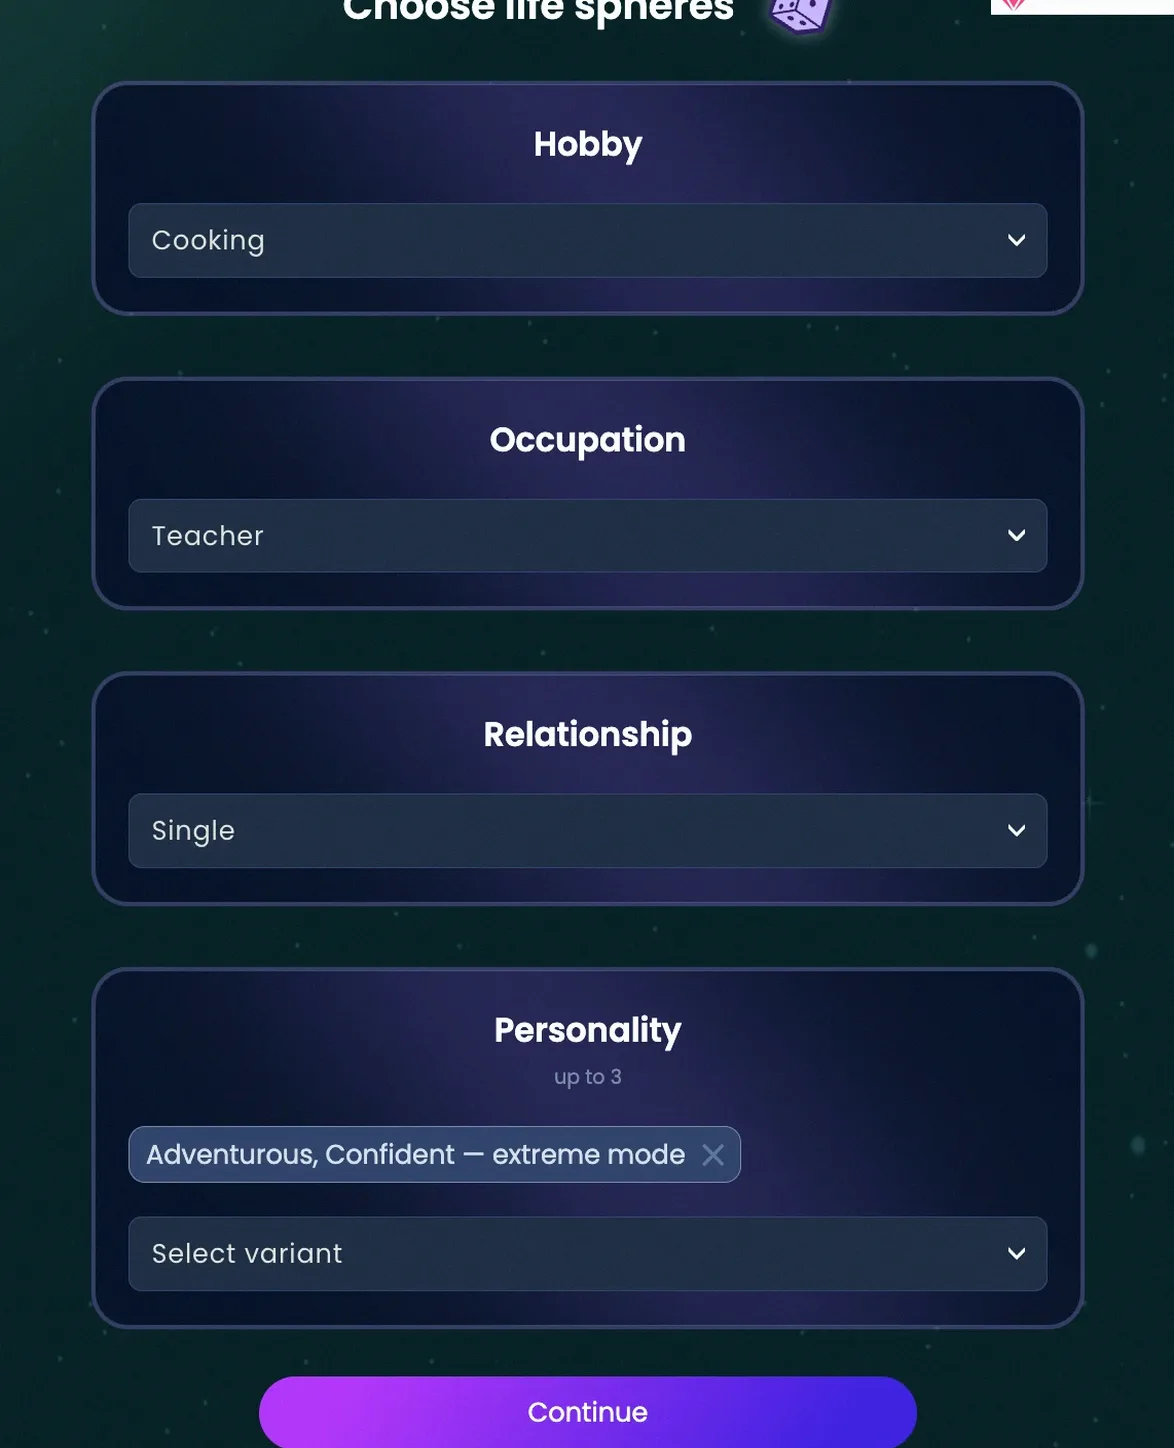 Choose life spheres
Hobby
Cooking
Occupation
Teacher
Relationship
Single
Personality
up to 3
Adventurous, Confident — extreme mode
Select variant
Continue